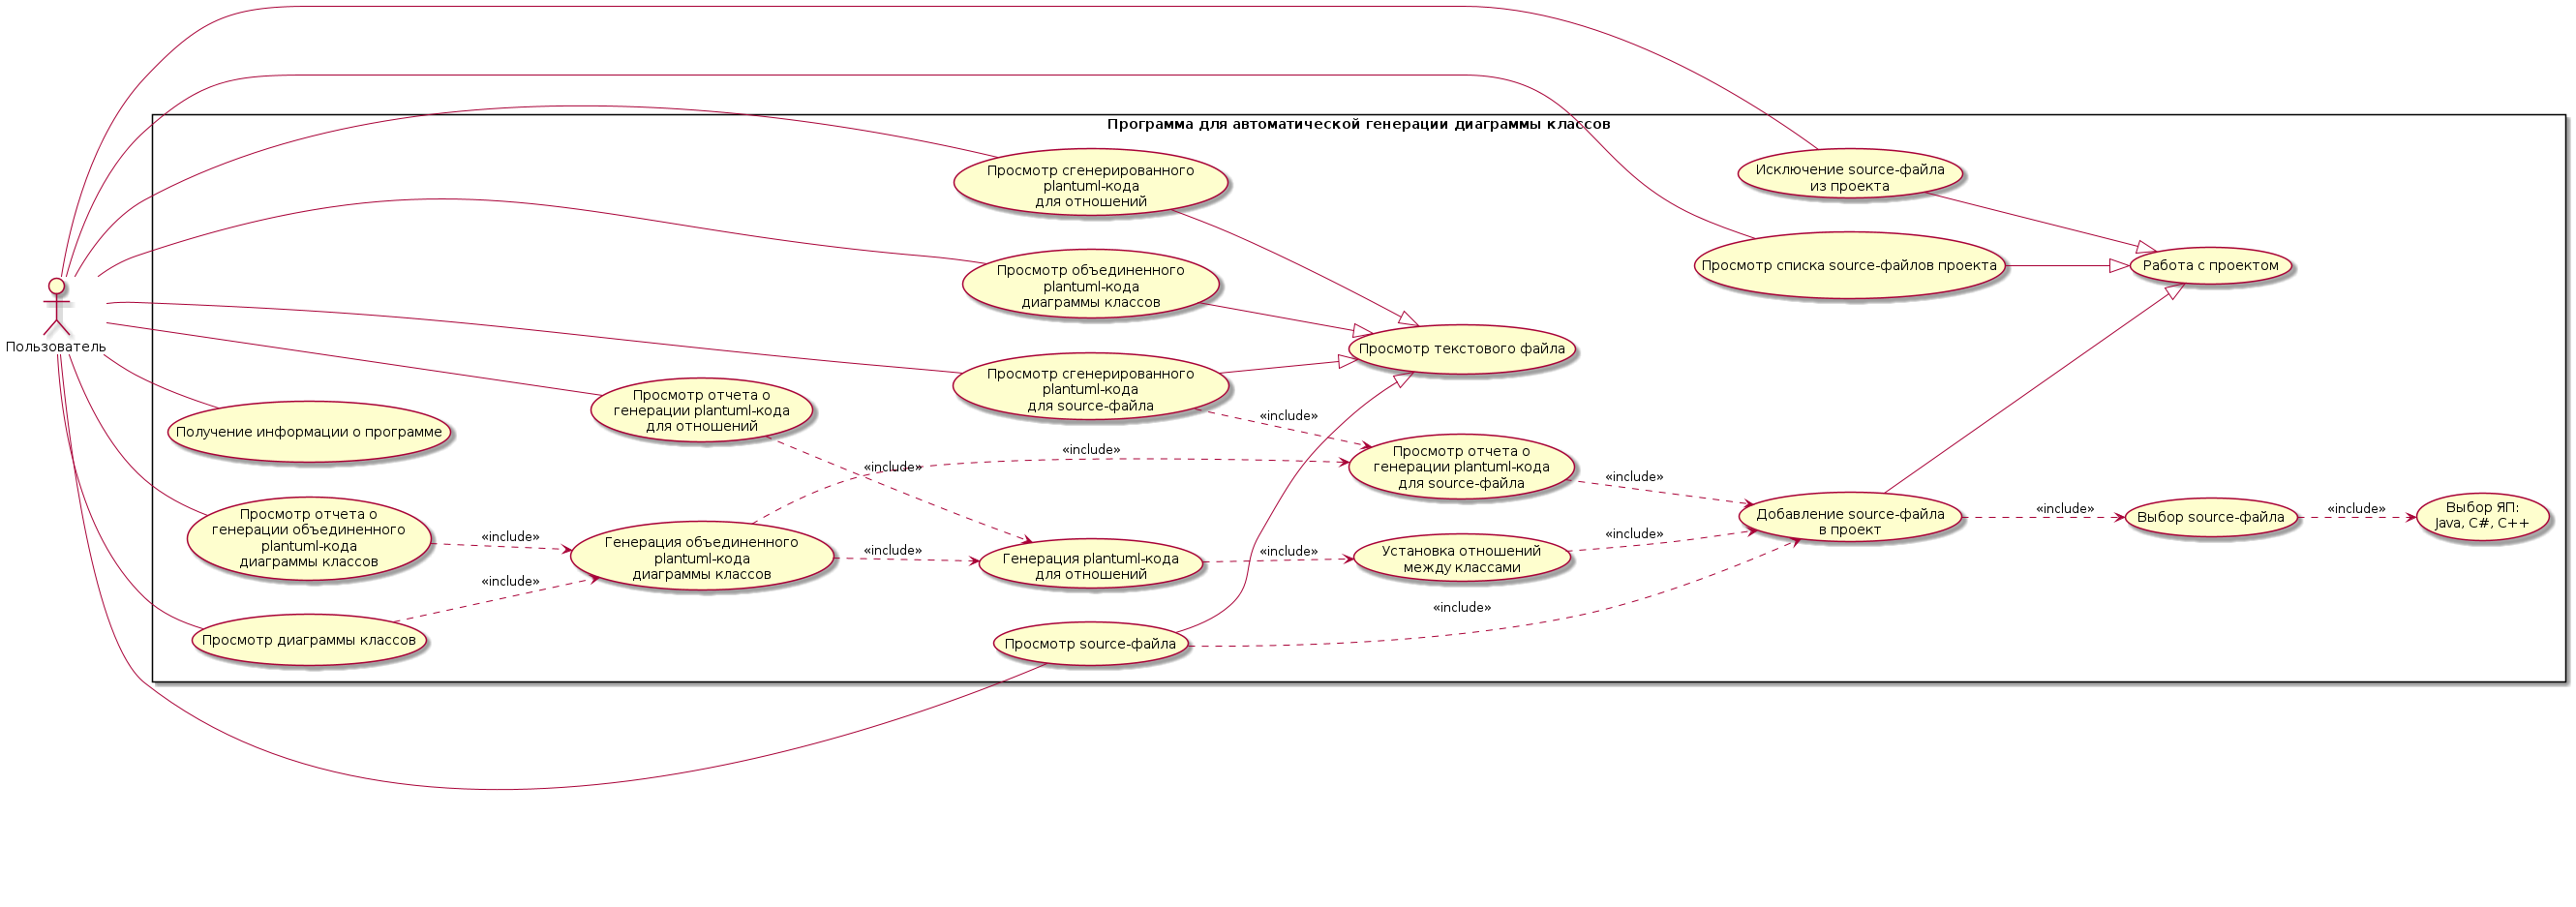 Программа для автоматической генерации диаграммы классов
Просмотр сгенерированного
plantuml-кода
для отношений
Исключение source-файла
из проекта
Просмотр объединенного
plantuml-кода
диаграммы классов
Просмотр списка source-файлов проекта
Работа с проектом
Пользователь
Просмотр текстового файла
Просмотр сгенерированного
plantuml-кода
для source-файла
Просмотр отчета о
генерации plantuml-кода
для отношений
«include»
Получение информации о программе
«include»
«include»
Просмотр отчета о
генерации plantuml-кода
для source-файла
«include»
Просмотр отчета о
генерации объединенного
plantuml-кода
диаграммы классов
«include»
Генерация объединенного
plantuml-кода
диаграммы классов
«include»
Генерация plantuml-кода
для отношений
«include»
Установка отношений
между классами
«include»
Добавление source-файла
в проект
«include»
Выбор source-файла
«include»
Выбор ЯП:
Java, C#, C++
«include»
«include»
Просмотр диаграммы классов
Просмотр source-файла